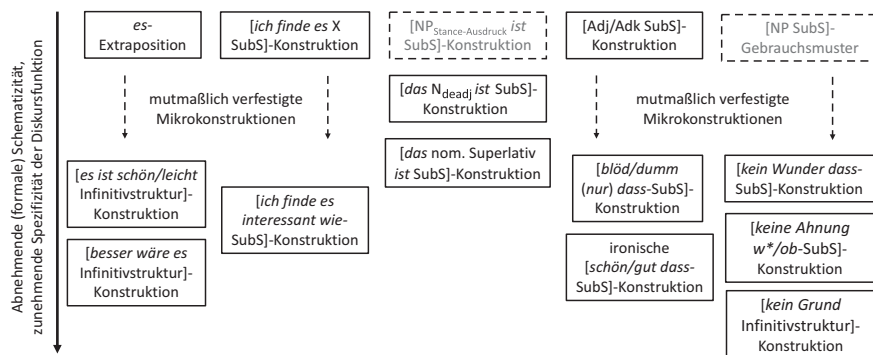 Abnehmende (formale) Schematizität,
zunehmende Spezifizität der Diskursfunktion
es-
Extraposition
[ich finde es X
SubS]-Konstruktion
[NP Stance-Ausdruck ist
SubS]-Konstruktion
[Adj/Adk SubS]-
Konstruktion
[NP SubS]-
Gebrauchsmuster
mutmaßlich verfestigte
Mikrokonstruktionen
[das N deadj ist SubS]-
Konstruktion
mutmaßlich verfestigte
Mikrokonstruktionen
[das nom. Superlativ
ist SubS]-Konstruktion
[es ist schön/leicht
Infinitivstruktur]-
Konstruktion
[ich finde es
interessant wie-
SubS]-Konstruktion
[blöd/dumm
(nur) dass-SubS]-
Konstruktion
[kein Wunder dass-
SubS]-Konstruktion
[besser wäre es
Infinitivstruktur]-
Konstruktion
ironische
[schön/gut dass-
SubS]-Konstruktion
[keine Ahnung
w*/ob-SubS]-
Konstruktion
[kein Grund
Infinitivstruktur]-
Konstruktion